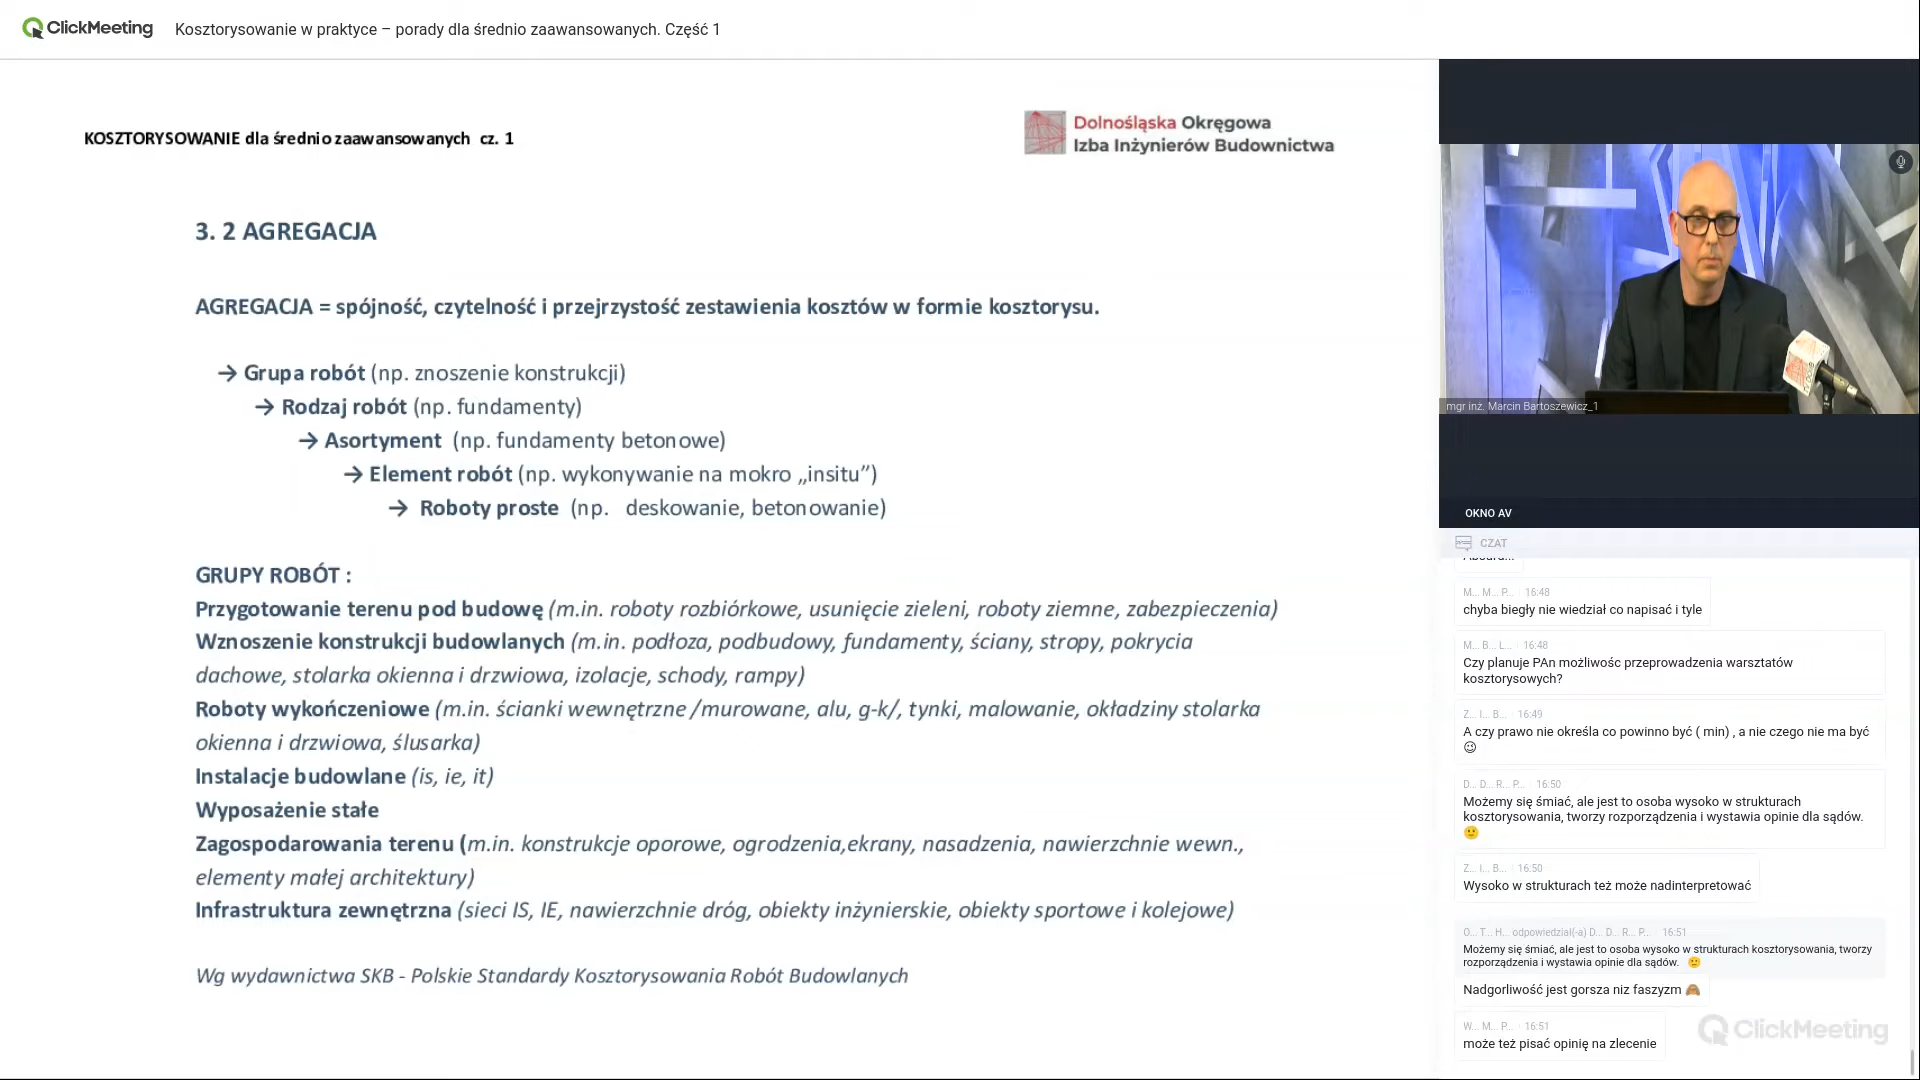 ClickMeeting
Kosztorysowanie w praktyce – porady dla średnio zaawansowanych. Część 1
KOSZTORYSOWANIE dla średnio zaawansowanych cz. 1
Dolnośląska Okręgowa
Izba Inżynierów Budownictwa
3. 2 AGREGACJA
AGREGACJA = spójność, czytelność i przejrzystość zestawienia kosztów w formie kosztorysu.
→ Grupa robót (np. znoszenie konstrukcji)
→ Rodzaj robót (np. fundamenty)
→ Asortyment (np. fundamenty betonowe)
→ Element robót (np. wykonywanie na mokro „insitu”)
→ Roboty proste (np. deskowanie, betonowanie)
GRUPY ROBÓT :
Przygotowanie terenu pod budowę (m.in. roboty rozbiórkowe, usunięcie zieleni, roboty ziemne, zabezpieczenia)
Wznoszenie konstrukcji budowlanych (m.in. podłoża, podbudowy, fundamenty, ściany, stropy, pokrycia
dachowe, stolarka okienna i drzwiowa, izolacje, schody, rampy)
Roboty wykończeniowe (m.in. ścianki wewnętrzne /murowane, alu, g-k/, tynki, malowanie, okładziny stolarka
okienna i drzwiowa, ślusarka)
Instalacje budowlane (is, ie, it)
Wyposażenie stałe
Zagospodarowania terenu (m.in. konstrukcje oporowe, ogrodzenia,ekrany, nasadzenia, nawierzchnie wewn.,
elementy małej architektury)
Infrastruktura zewnętrzna (sieci IS, IE, nawierzchnie dróg, obiekty inżynierskie, obiekty sportowe i kolejowe)
Wg wydawnictwa SKB - Polskie Standardy Kosztorysowania Robót Budowlanych
mgr inż. Marcin Bartoszewicz_1
OKNO AV
CZAT
M... M... P... 16:48
chyba biegły nie wiedział co napisać i tyle
M... B... L... 16:48
Czy planuje PAn możliwośc przeprowadzenia warsztatów
kosztorysowych?
Z... I... B... 16:49
A czy prawo nie określa co powinno być ( min) , a nie czego nie ma być
😉
D... D... R... P... 16:50
Możemy się śmiać, ale jest to osoba wysoko w strukturach
kosztorysowania, tworzy rozporządzenia i wystawia opinie dla sądów.
🙂
Z... I... B... 16:50
Wysoko w strukturach też może nadinterpretować
O... T... H... odpowiedział(-a) D... D... R... P... 16:51
Możemy się śmiać, ale jest to osoba wysoko w strukturach kosztorysowania, tworzy
rozporządzenia i wystawia opinie dla sądów. 🙂
Nadgorliwość jest gorsza niz faszyzm 🙈
W... M... P... 16:51
może też pisać opinię na zlecenie
ClickMeeting